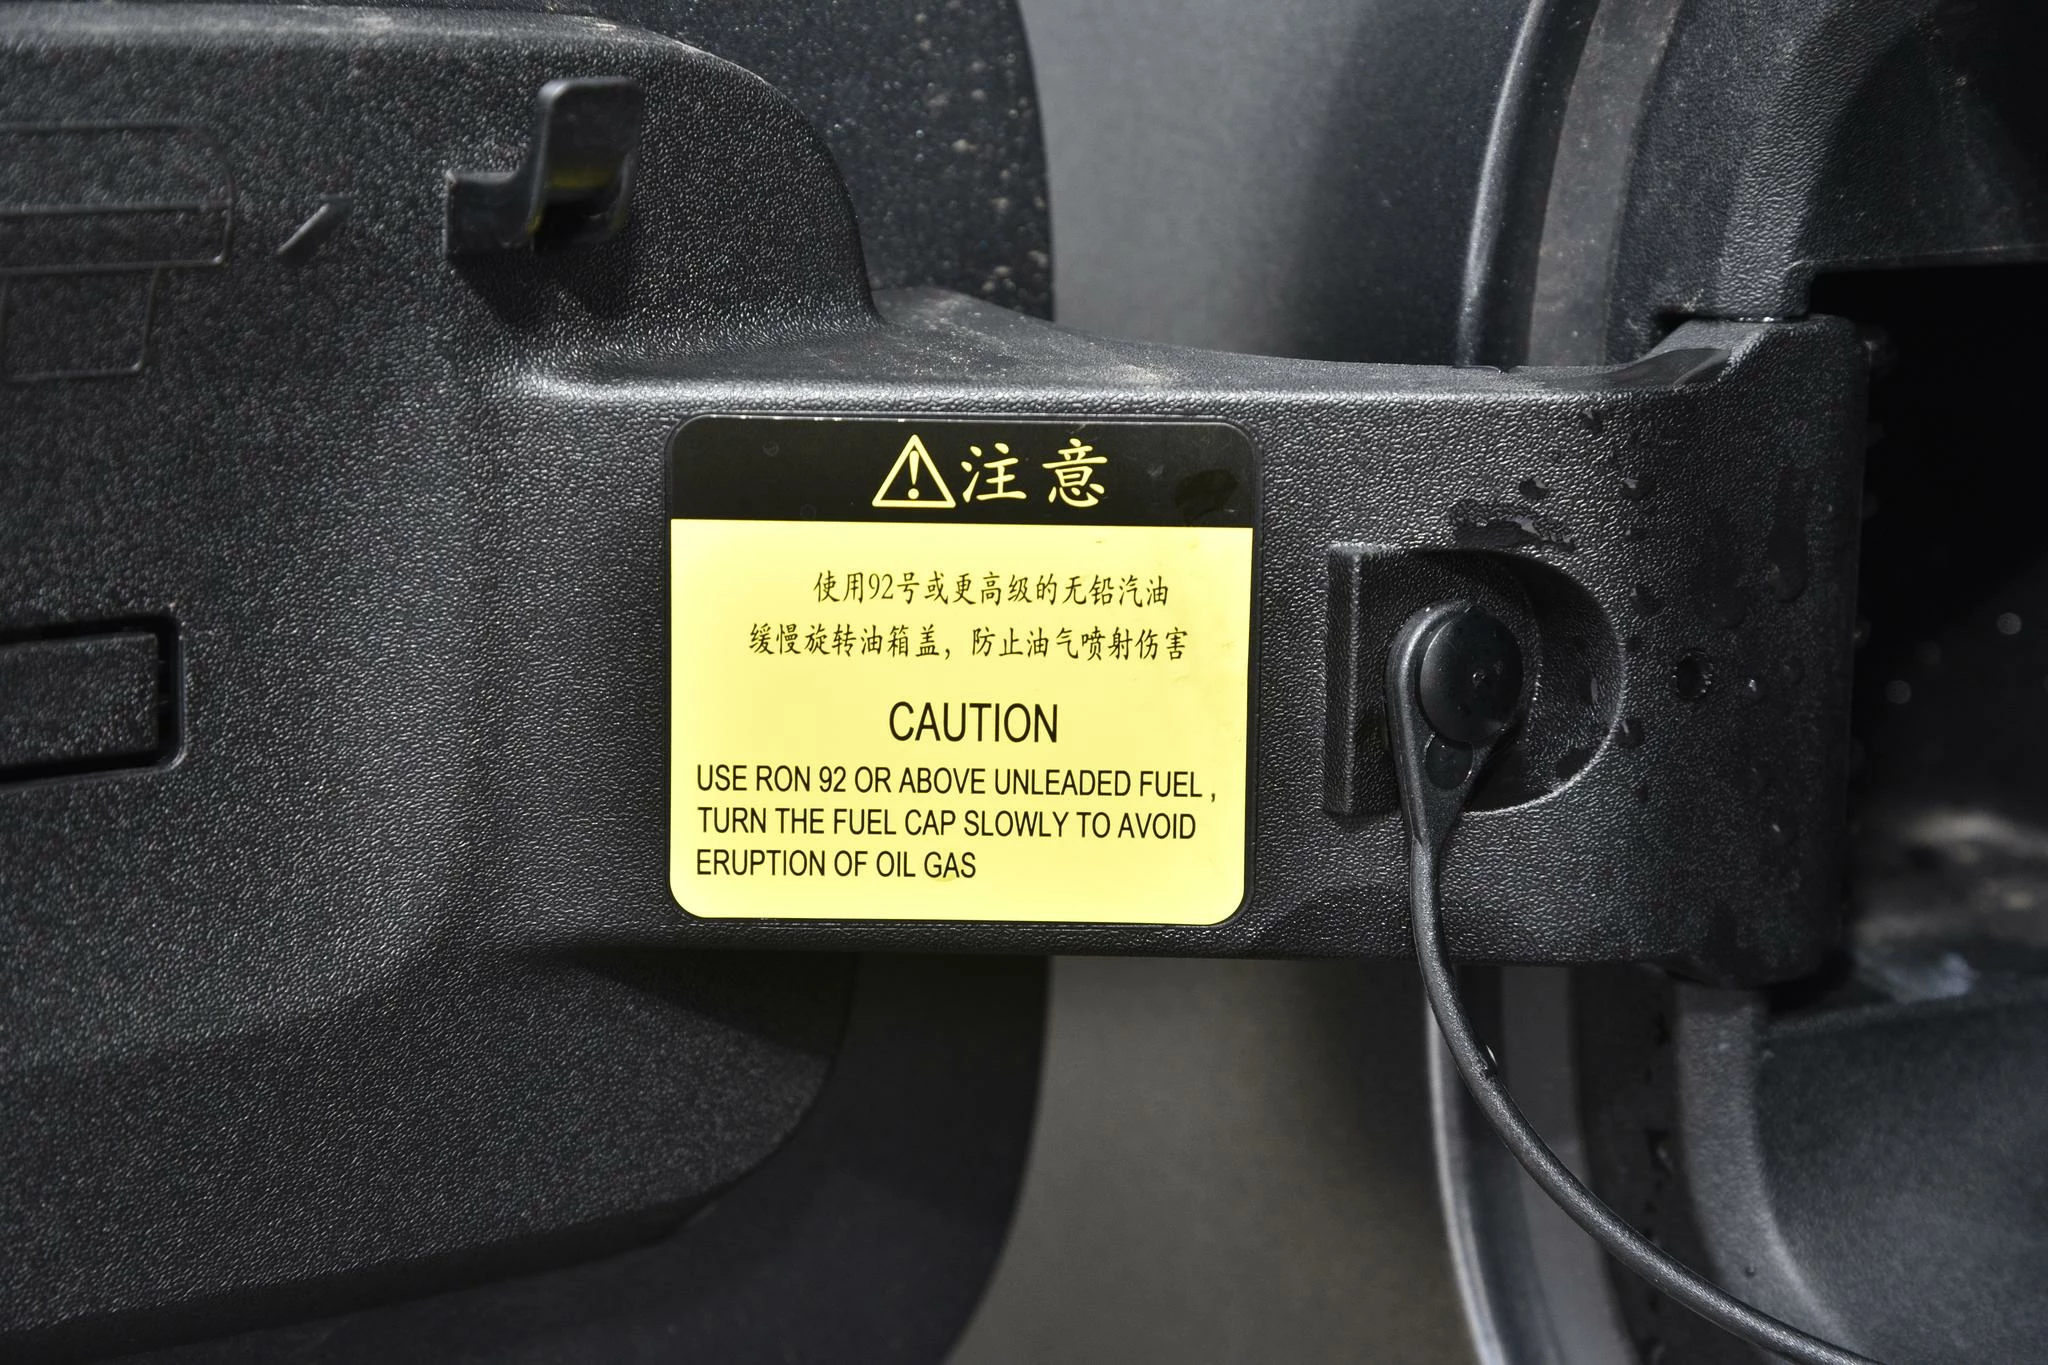 注意
使用92号或更高级的无铅汽油
缓慢旋转油箱盖，防止油气喷射伤害
CAUTION
USE RON 92 OR ABOVE UNLEADED FUEL ,
TURN THE FUEL CAP SLOWLY TO AVOID
ERUPTION OF OIL GAS